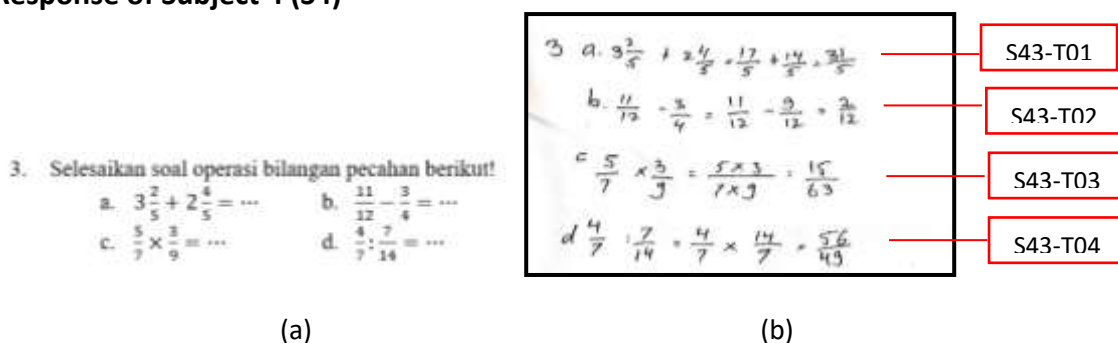 Response of Subject 4 (S4)
3. Selesaikan soal operasi bilangan pecahan berikut!
a. 3 2/5 + 2 4/5 = ⋯ b. 11/12 − 3/4 = ⋯
c. 5/7 × 3/9 = ⋯ d. 4/7 : 7/14 = ⋯
(a)
3 a. 3 2/5 + 2 4/5 = 17/5 + 14/5 = 31/5
b. 11/12 - 3/4 = 11/12 - 9/12 = 2/12
c 5/7 × 3/9 = 5×3/7×9 = 15/63
d 4/7 : 7/14 = 4/7 × 14/7 = 56/49
S43-T01
S43-T02
S43-T03
S43-T04
(b)